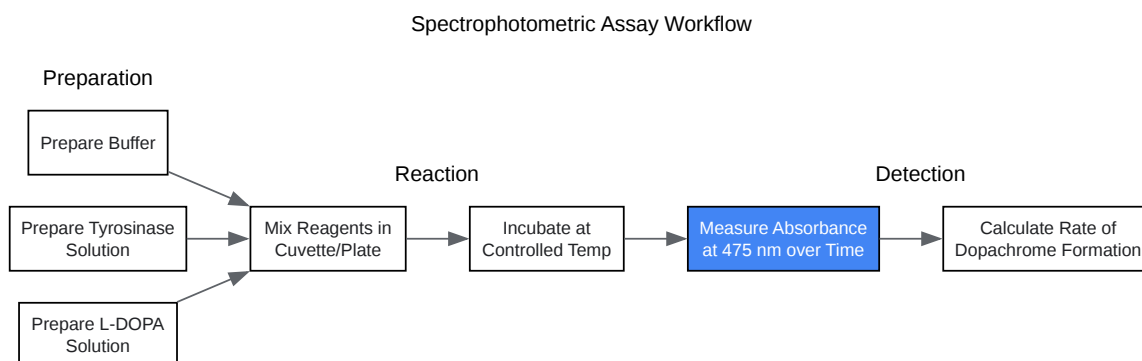 Spectrophotometric Assay Workflow
Preparation
Prepare Buffer
Prepare Tyrosinase
Solution
Prepare L-DOPA
Solution
Reaction
Mix Reagents in
Cuvette/Plate
Incubate at
Controlled Temp
Detection
Measure Absorbance
at 475 nm over Time
Calculate Rate of
Dopachrome Formation